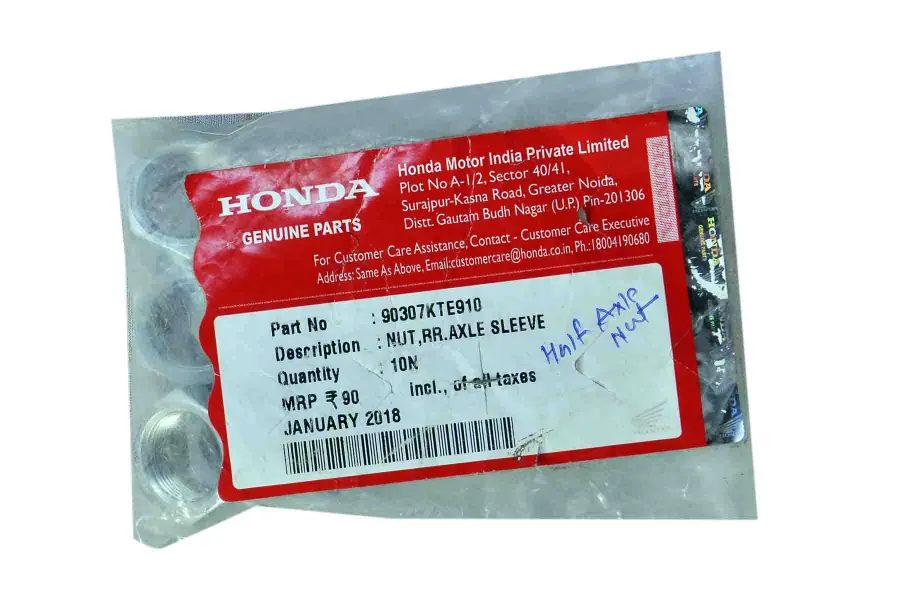 HONDA
GENUINE PARTS
Honda Motor India Private Limited
Plot No A-1/2, Sector 40/41,
Surajpur-Kasna Road, Greater Noida,
Distt. Gautam Budh Nagar (U.P.) Pin-201306
For Customer Care Assistance, Contact - Customer Care Executive
Address: Same As Above, Email:customercare@honda.co.in, Ph.:18004190680
Part No : 90307KTE910
Description : NUT,RR.AXLE SLEEVE
Quantity : 10N
MRP ₹ 90 incl., of all taxes
JANUARY 2018
Half Axle
Nut
HONDA